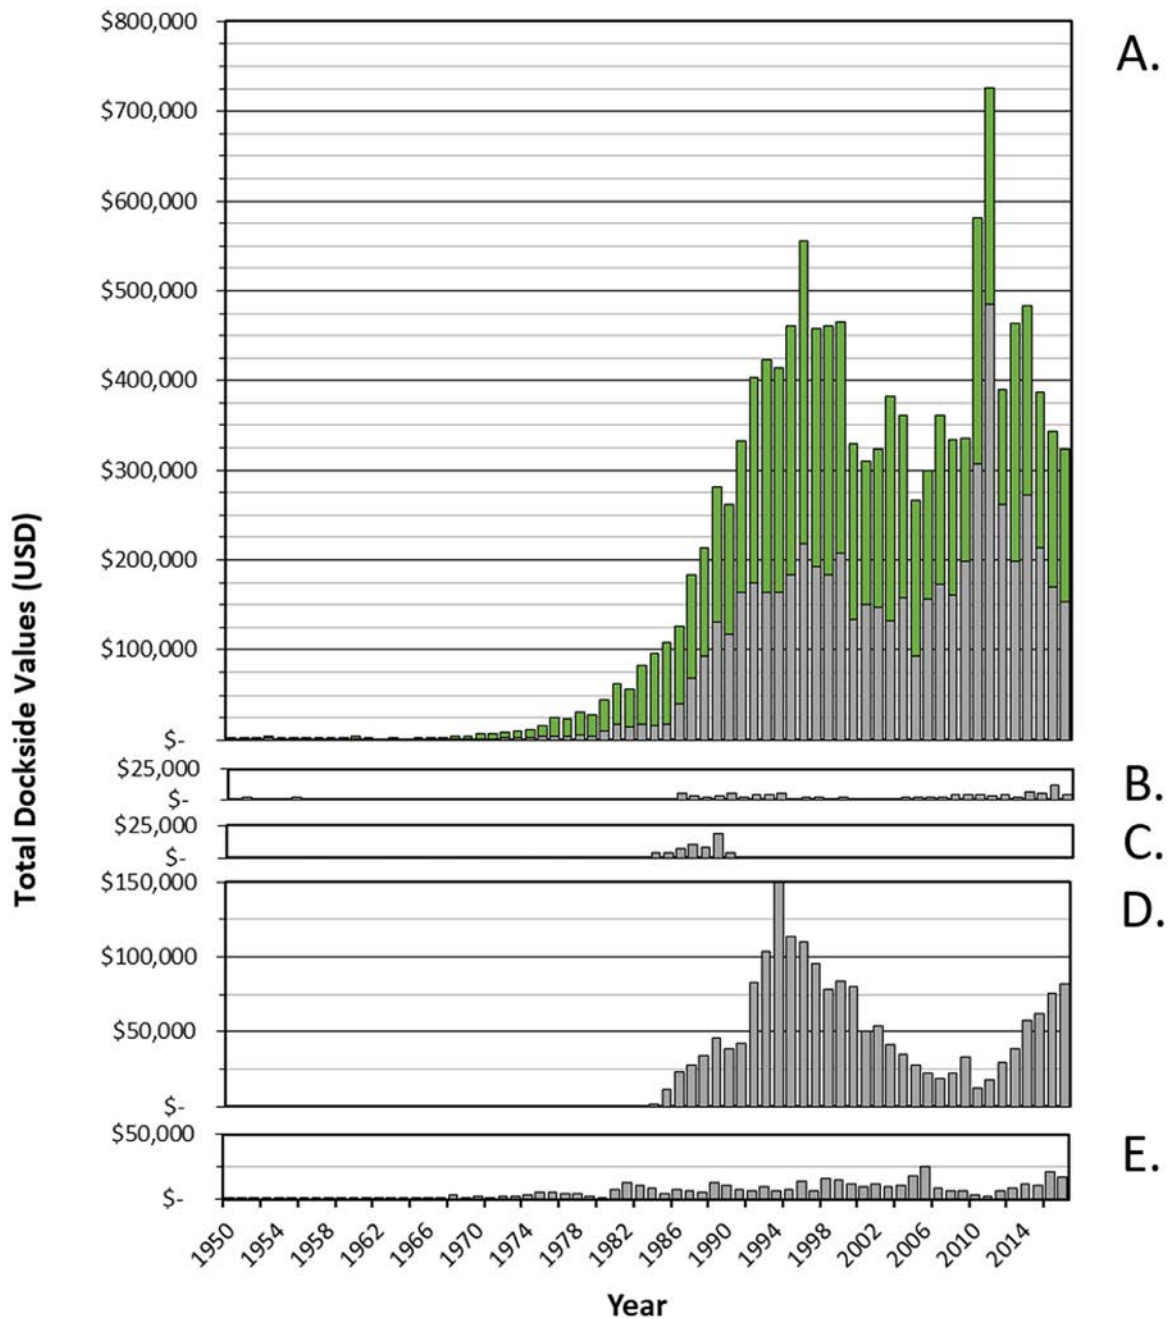 $800,000
A.
$700,000
$600,000
$500,000
$400,000
$300,000
$200,000
$100,000
$-
Total Dockside Values (USD)
$25,000
B.
$-
$25,000
C.
$-
$150,000
D.
$100,000
$50,000
$-
$50,000
E.
$-
1950 1954 1958 1962 1966 1970 1974 1978 1982 1986 1990 1994 1998 2002 2006 2010 2014
Year